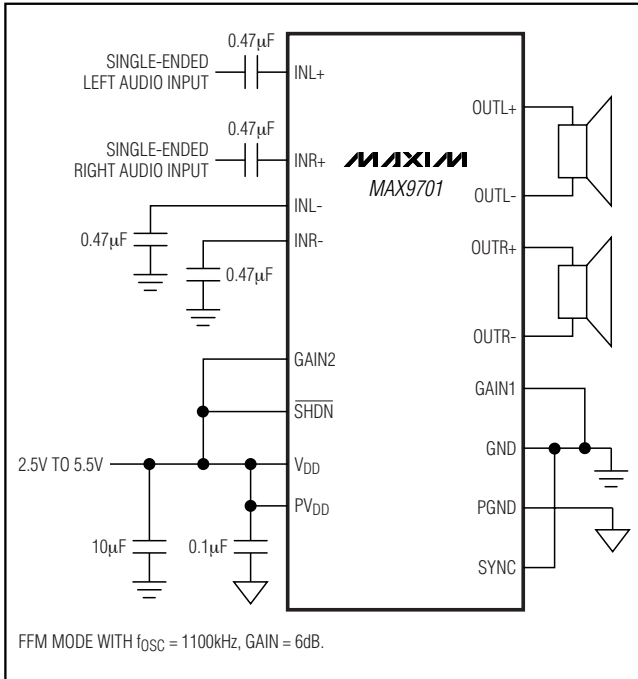 0.47µF
SINGLE-ENDED
LEFT AUDIO INPUT
INL+
0.47µF
SINGLE-ENDED
RIGHT AUDIO INPUT
INR+
INL-
0.47µF
INR-
0.47µF
MAXIM
MAX9701
OUTL+
OUTL-
OUTR+
OUTR-
GAIN2
SHDN
2.5V TO 5.5V
VDD
PVDD
10µF
0.1µF
GAIN1
GND
PGND
SYNC
FFM MODE WITH fOSC = 1100kHz, GAIN = 6dB.